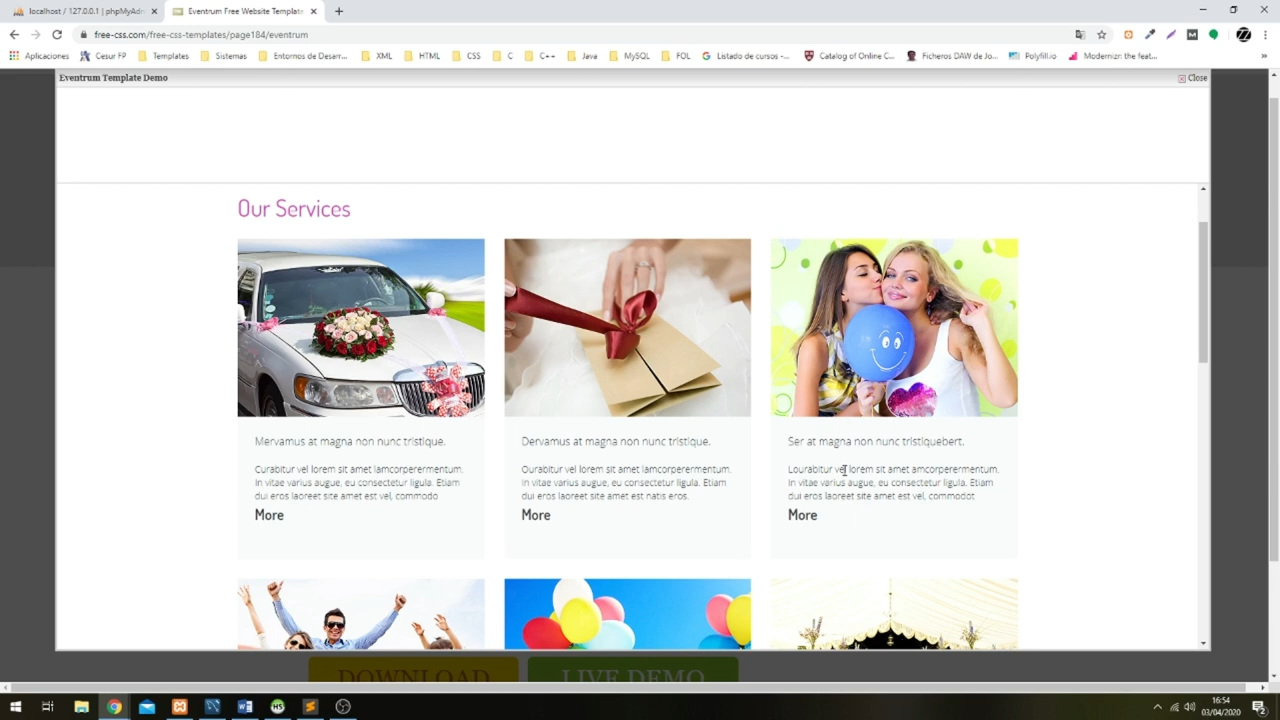 localhost / 127.0.0.1 | phpMyAd
Eventrum Free Website Template
free-css.com/free-css-templates/page184/eventrum
Aplicaciones
Cesur FP
Templates
Sistemas
Entornos de Desarr...
XML
HTML
CSS
C
C++
Java
MySQL
FOL
Listado de cursos -...
Catalog of Online C...
Ficheros DAW de Jo...
Polyfill.io
Modernizr: the feat...
»
Eventrum Template Demo
Close
Our Services
Mervamus at magna non nunc tristique.
Curabitur vel lorem sit amet lamcorperermentum.
In vitae varius augue, eu consectetur ligula. Etiam
dui eros laoreet site amet est vel, commodo
More
Dervamus at magna non nunc tristique.
Ourabitur vel lorem sit amet lamcorperermentum.
In vitae varius augue, eu consectetur ligula. Etiam
dui eros laoreet site amet est natis eros.
More
Ser at magna non nunc tristiquebert.
Lourabitur vel lorem sit amet amcorperermentum.
In vitae varius augue, eu consectetur ligula. Etiam
dui eros laoreet site amet est vel, commodot
More
DOWNLOAD
LIVE DEMO
16:54
03/04/2020
2